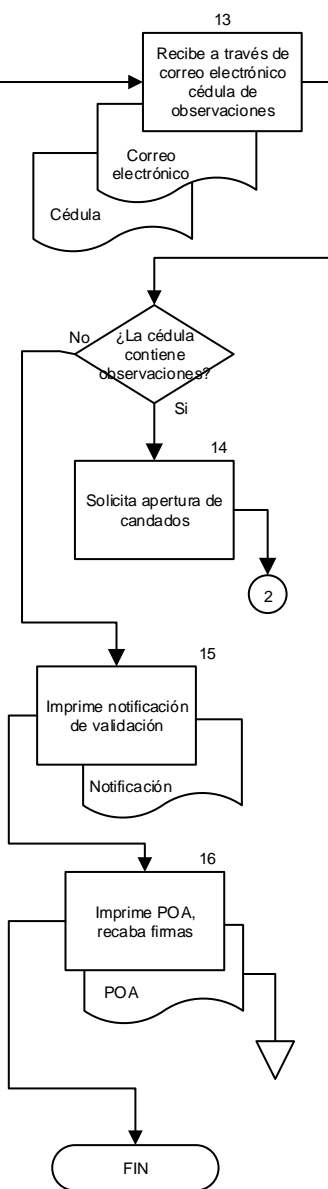 13
Recibe a través de
correo electrónico
cédula de
observaciones
Correo
electrónico
Cédula
¿La cédula
contiene
observaciones?
No
Si
14
Solicita apertura de
candados
2
15
Imprime notificación
de validación
Notificación
16
Imprime POA,
recaba firmas
POA
FIN